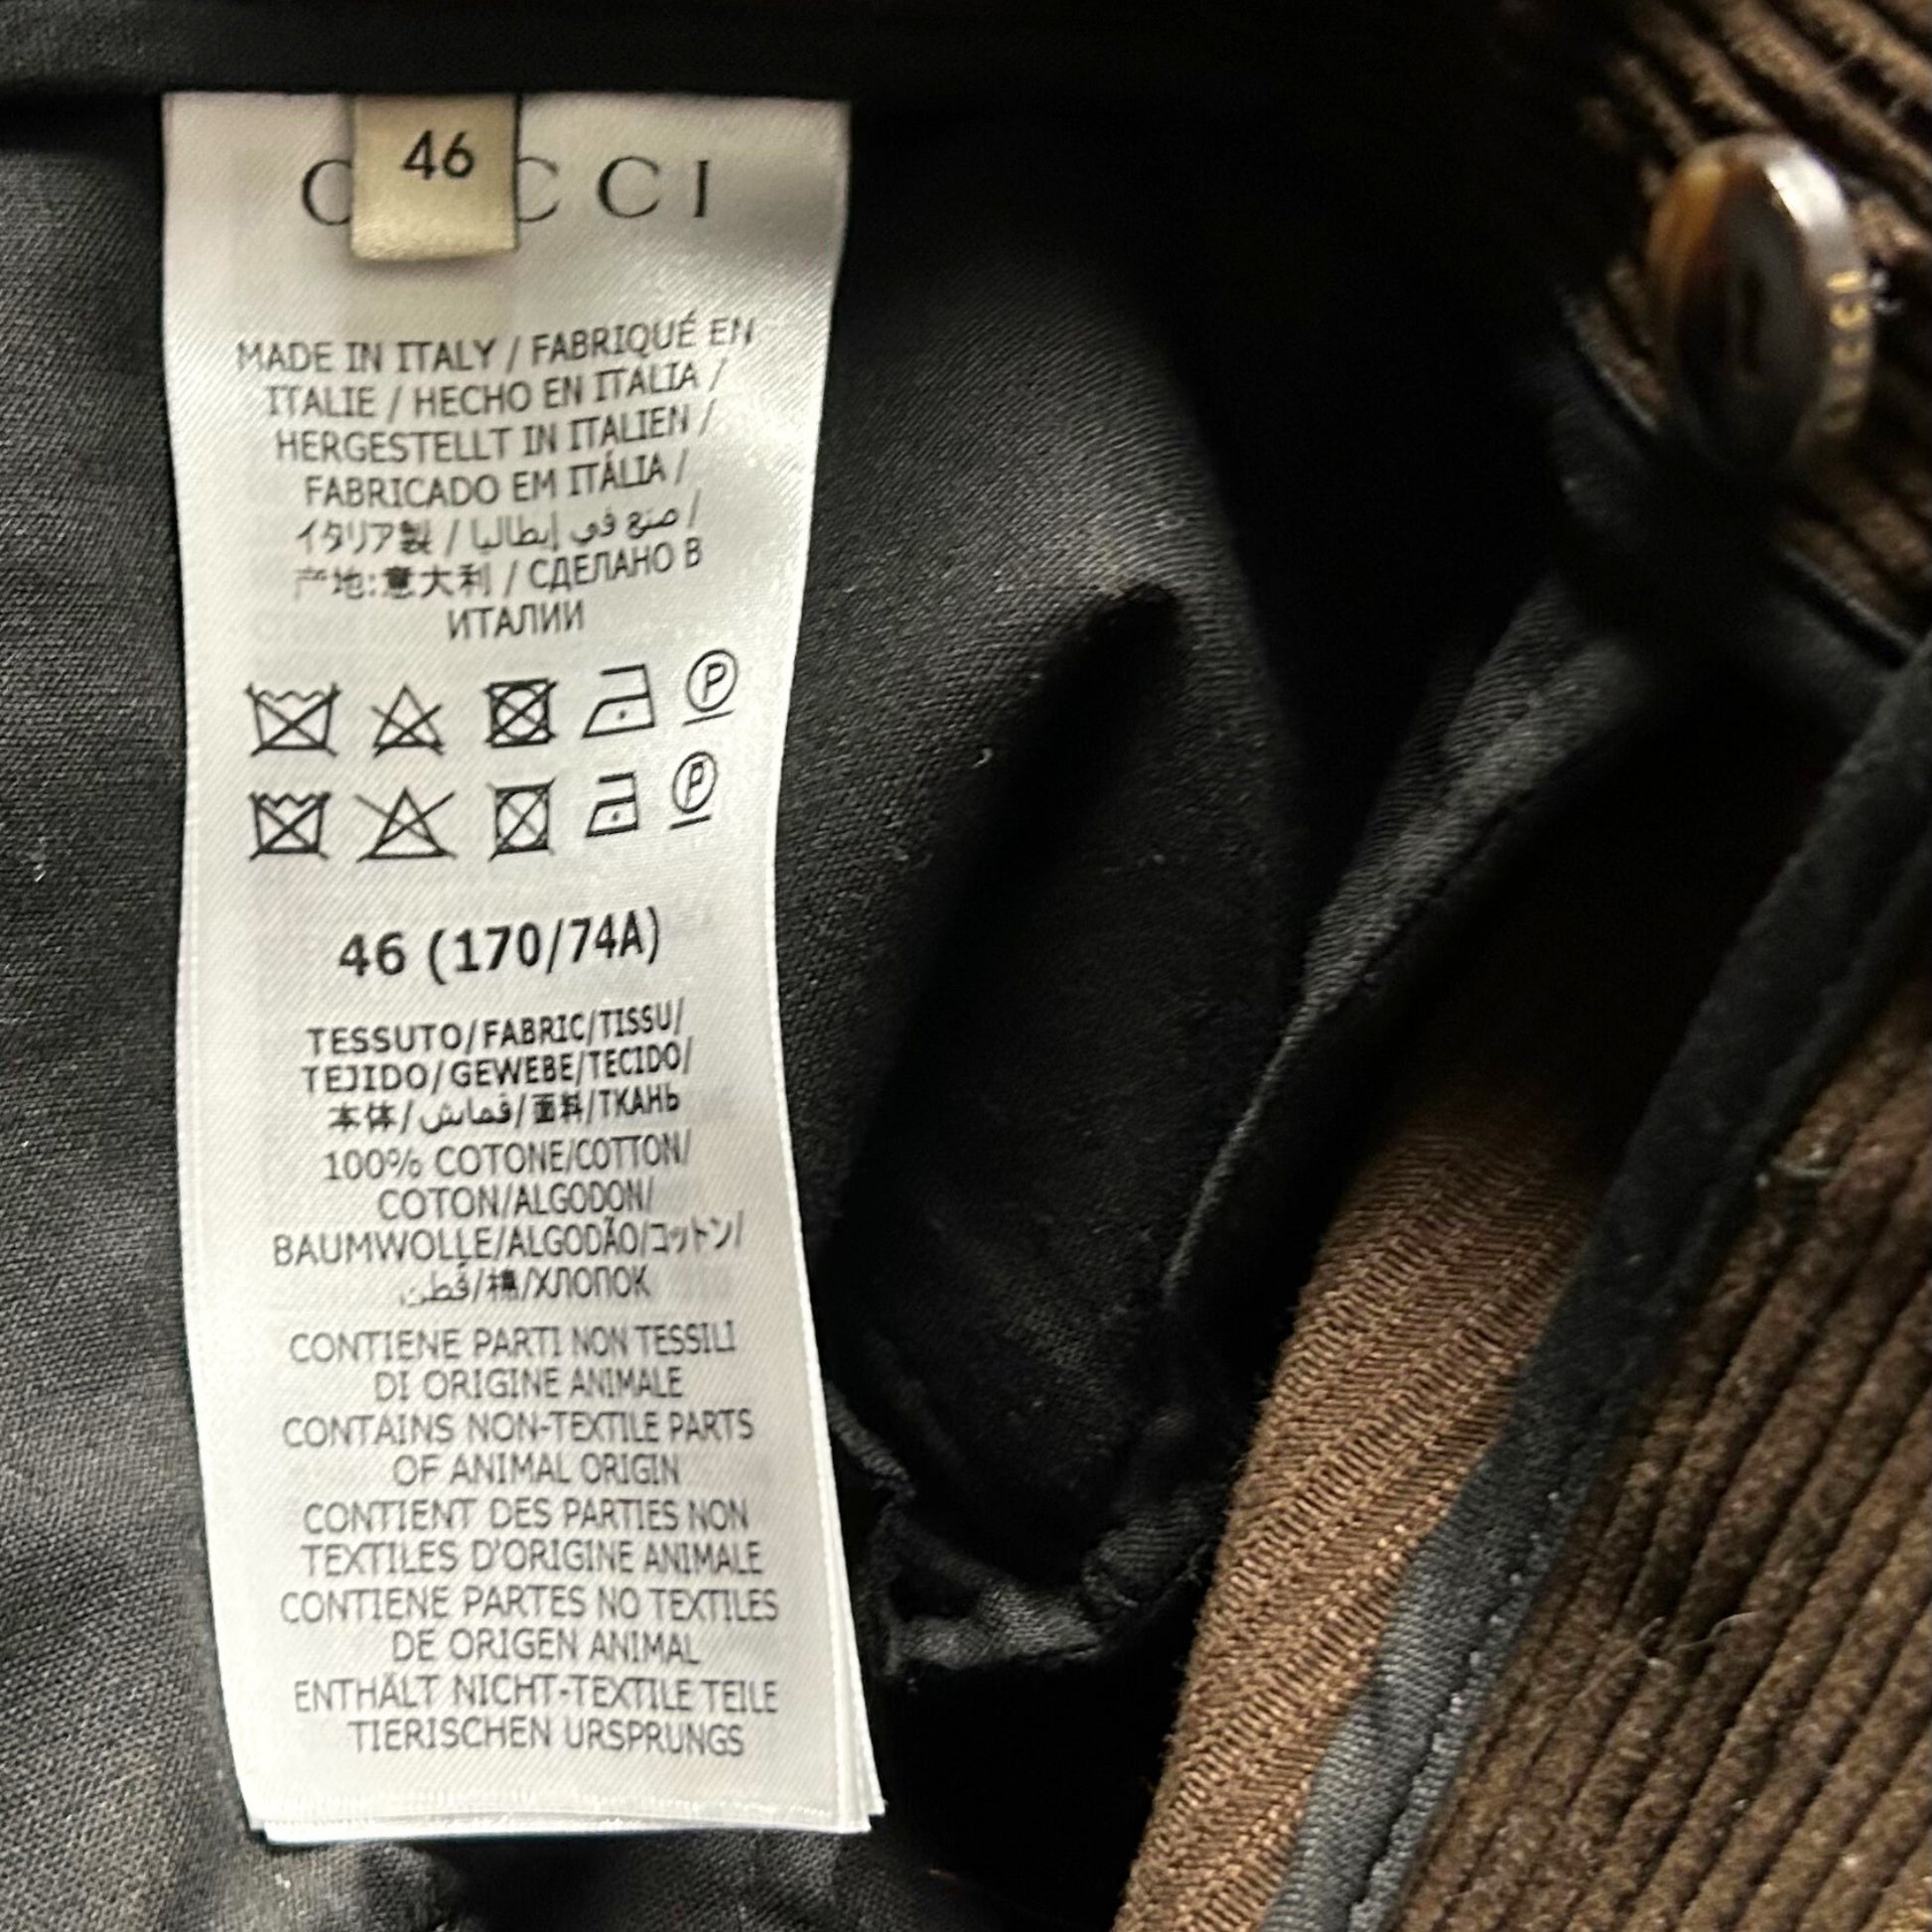 46
CCI
MADE IN ITALY / FABRIQUÉ EN
ITALIE / HECHO EN ITALIA /
HERGESTELLT IN ITALIEN /
FABRICADO EM ITÁLIA /
イタリア製 / صنع في إيطاليا /
产地:意大利 / СДЕЛАНО В
ИТАЛИИ
P
P
46 (170/74A)
TESSUTO/FABRIC/TISSU/
TEJIDO/GEWEBE/TECIDO/
本体/قماش/面料/ТКАНЬ
100% COTONE/COTTON/
COTON/ALGODON/
BAUMWOLLE/ALGODÃO/コットン/
قطن/棉/ХЛОПОК
CONTIENE PARTI NON TESSILI
DI ORIGINE ANIMALE
CONTAINS NON-TEXTILE PARTS
OF ANIMAL ORIGIN
CONTIENT DES PARTIES NON
TEXTILES D'ORIGINE ANIMALE
CONTIENE PARTES NO TEXTILES
DE ORIGEN ANIMAL
ENTHÄLT NICHT-TEXTILE TEILE
TIERISCHEN URSPRUNGS